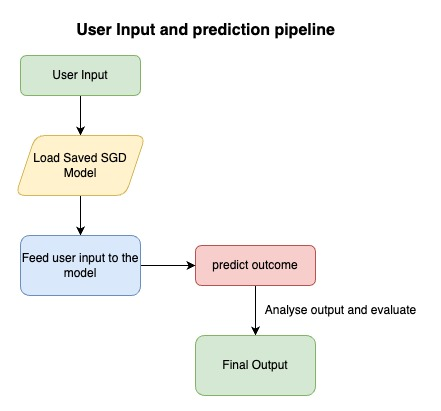 User Input and prediction pipeline
User Input
Load Saved SGD
Model
Feed user input to the
model
predict outcome
Analyse output and evaluate
Final Output